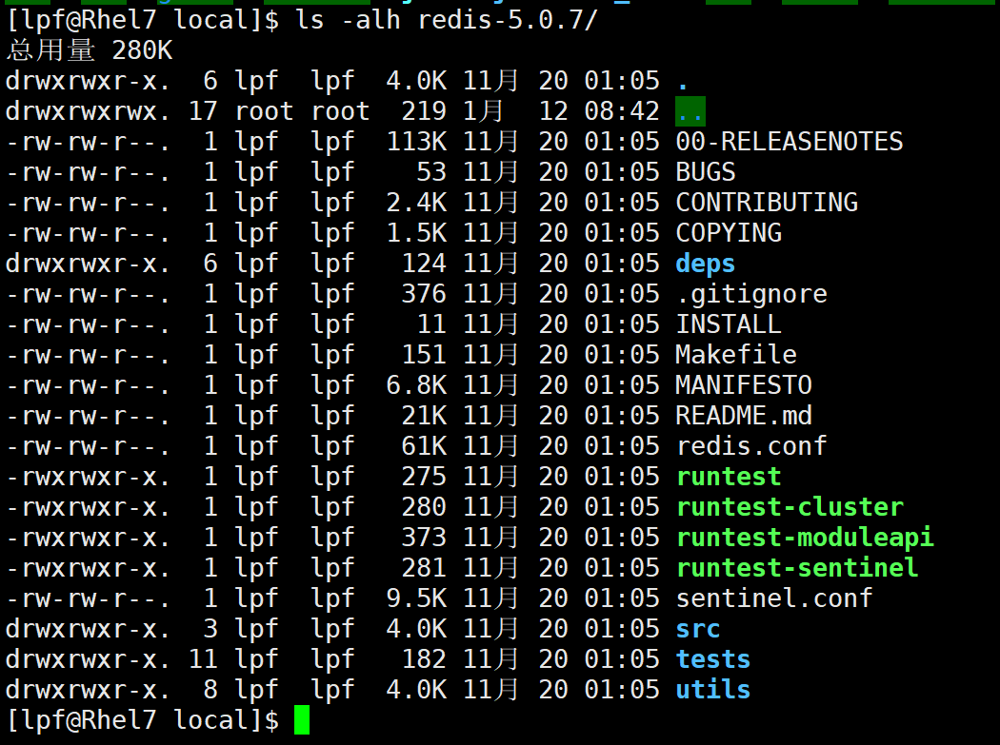 [lpf@Rhel7 local]$ ls -alh redis-5.0.7/
总用量 280K
drwxrwxr-x.  6 lpf  lpf  4.0K 11月 20 01:05 .
drwxrwxrwx. 17 root root  219 1月  12 08:42 ..
-rw-rw-r--.  1 lpf  lpf  113K 11月 20 01:05 00-RELEASENOTES
-rw-rw-r--.  1 lpf  lpf    53 11月 20 01:05 BUGS
-rw-rw-r--.  1 lpf  lpf  2.4K 11月 20 01:05 CONTRIBUTING
-rw-rw-r--.  1 lpf  lpf  1.5K 11月 20 01:05 COPYING
drwxrwxr-x.  6 lpf  lpf   124 11月 20 01:05 deps
-rw-rw-r--.  1 lpf  lpf   376 11月 20 01:05 .gitignore
-rw-rw-r--.  1 lpf  lpf    11 11月 20 01:05 INSTALL
-rw-rw-r--.  1 lpf  lpf   151 11月 20 01:05 Makefile
-rw-rw-r--.  1 lpf  lpf  6.8K 11月 20 01:05 MANIFESTO
-rw-rw-r--.  1 lpf  lpf   21K 11月 20 01:05 README.md
-rw-rw-r--.  1 lpf  lpf   61K 11月 20 01:05 redis.conf
-rwxrwxr-x.  1 lpf  lpf   275 11月 20 01:05 runtest
-rwxrwxr-x.  1 lpf  lpf   280 11月 20 01:05 runtest-cluster
-rwxrwxr-x.  1 lpf  lpf   373 11月 20 01:05 runtest-moduleapi
-rwxrwxr-x.  1 lpf  lpf   281 11月 20 01:05 runtest-sentinel
-rw-rw-r--.  1 lpf  lpf  9.5K 11月 20 01:05 sentinel.conf
drwxrwxr-x.  3 lpf  lpf  4.0K 11月 20 01:05 src
drwxrwxr-x. 11 lpf  lpf   182 11月 20 01:05 tests
drwxrwxr-x.  8 lpf  lpf  4.0K 11月 20 01:05 utils
[lpf@Rhel7 local]$